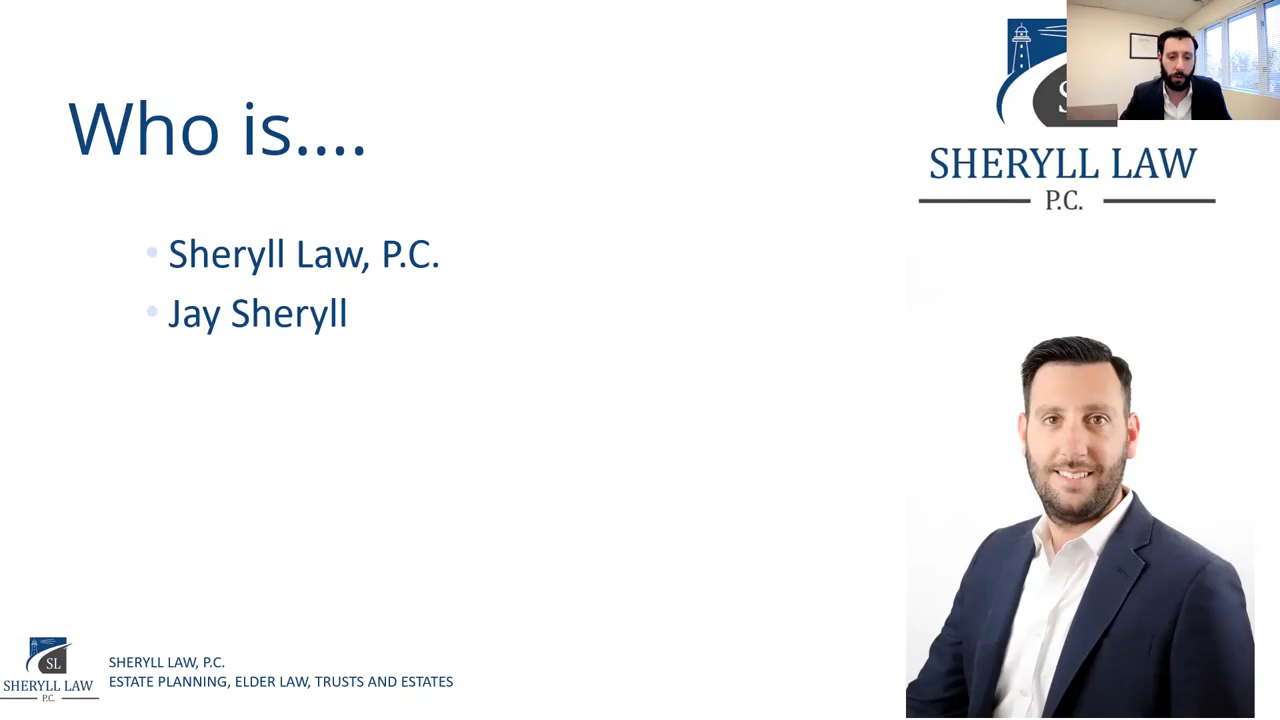 Who is....
• Sheryll Law, P.C.
• Jay Sheryll
S
SHERYLL LAW
P.C.
SL
SHERYLL LAW
P.C.
SHERYLL LAW, P.C.
ESTATE PLANNING, ELDER LAW, TRUSTS AND ESTATES